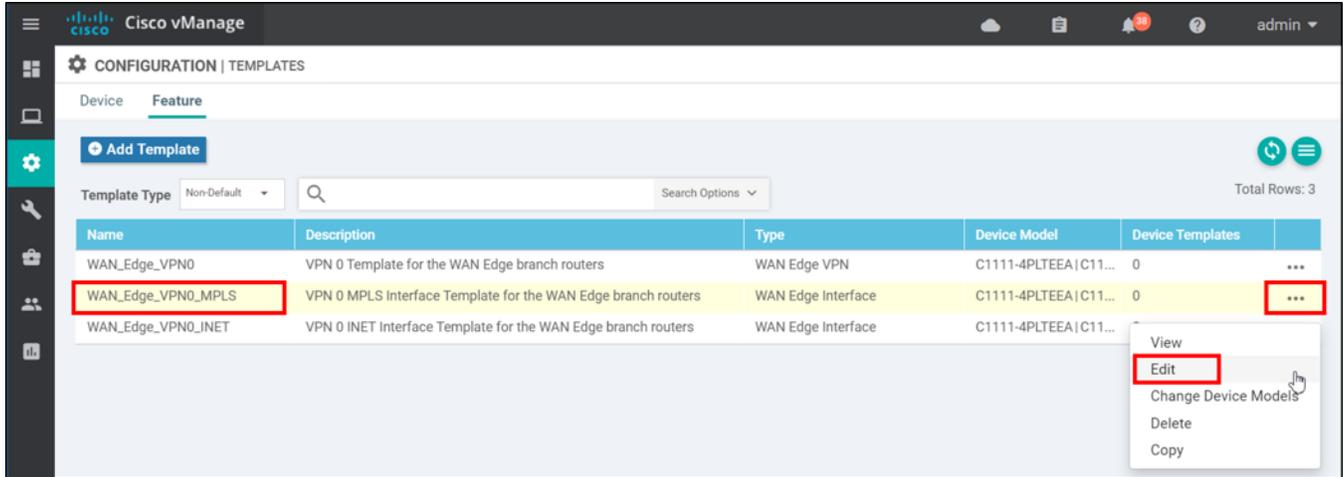 CISCO Cisco vManage 38 admin
CONFIGURATION | TEMPLATES
Device Feature
Add Template
Template Type Non-Default Search Options Total Rows: 3
Name Description Type Device Model Device Templates
WAN_Edge_VPN0 VPN 0 Template for the WAN Edge branch routers WAN Edge VPN C1111-4PLTEEA|C11... 0 ...
WAN_Edge_VPN0_MPLS VPN 0 MPLS Interface Template for the WAN Edge branch routers WAN Edge Interface C1111-4PLTEEA|C11... 0 ...
WAN_Edge_VPN0_INET VPN 0 INET Interface Template for the WAN Edge branch routers WAN Edge Interface C1111-4PLTEEA|C11...
View
Edit
Change Device Models
Delete
Copy